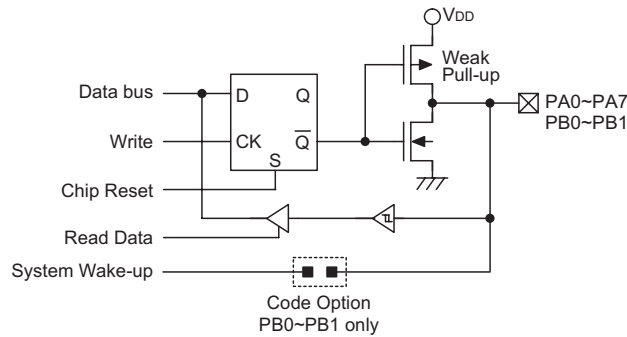 VDD
Weak
Pull-up
Data bus
D
Q
PA0~PA7
PB0~PB1
Write
CK
Q
S
Chip Reset
Read Data
System Wake-up
Code Option
PB0~PB1 only